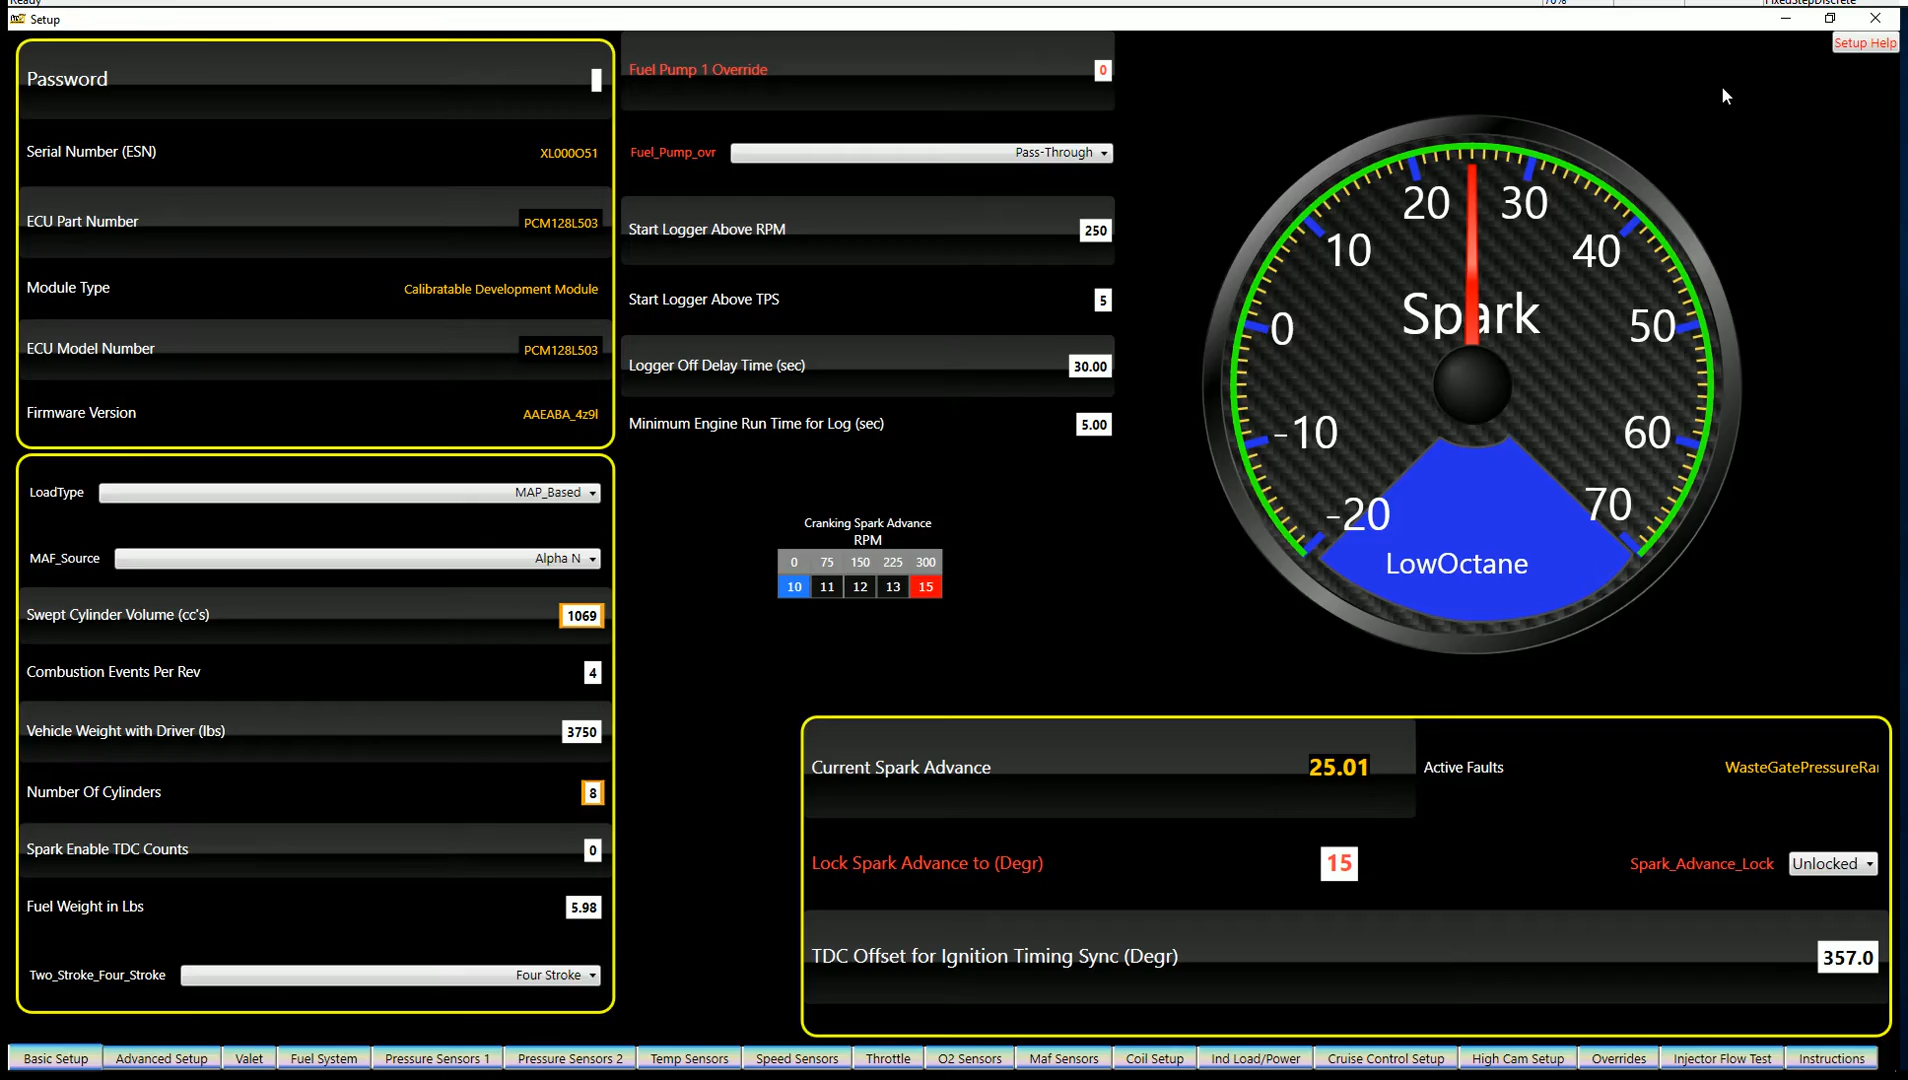 Ready
70%
FixedStepDiscrete
Setup
Setup Help
Password
Serial Number (ESN) XL000O51
ECU Part Number PCM128L503
Module Type Calibratable Development Module
ECU Model Number PCM128L503
Firmware Version AAEABA_4z9l
LoadType MAP_Based
MAF_Source Alpha N
Swept Cylinder Volume (cc's) 1069
Combustion Events Per Rev 4
Vehicle Weight with Driver (lbs) 3750
Number Of Cylinders 8
Spark Enable TDC Counts 0
Fuel Weight in Lbs 5.98
Two_Stroke_Four_Stroke Four Stroke
Fuel Pump 1 Override 0
Fuel_Pump_ovr Pass-Through
Start Logger Above RPM 250
Start Logger Above TPS 5
Logger Off Delay Time (sec) 30.00
Minimum Engine Run Time for Log (sec) 5.00
Cranking Spark Advance
RPM
0 75 150 225 300
10 11 12 13 15
20 30
10 40
Spark
0 50
-10 60
-20 70
LowOctane
Current Spark Advance 25.01 Active Faults WasteGatePressureRa
Lock Spark Advance to (Degr) 15 Spark_Advance_Lock Unlocked
TDC Offset for Ignition Timing Sync (Degr) 357.0
Basic Setup Advanced Setup Valet Fuel System Pressure Sensors 1 Pressure Sensors 2 Temp Sensors Speed Sensors Throttle O2 Sensors Maf Sensors Coil Setup Ind Load/Power Cruise Control Setup High Cam Setup Overrides Injector Flow Test Instructions